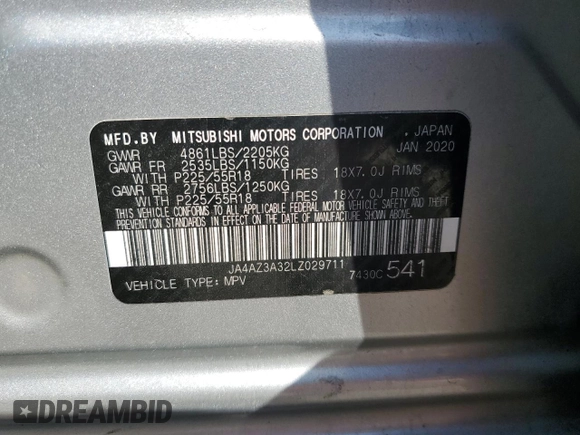 MFD.BY MITSUBISHI MOTORS CORPORATION . JAPAN
GVWR 4861LBS/2205KG JAN 2020
GAWR FR 2535LBS/1150KG
WITH P225/55R18 TIRES 18X7.0J RIMS
GAWR RR 2756LBS/1250KG
WITH P225/55R18 TIRES 18X7.0J RIMS
THIS VEHICLE CONFORMS TO ALL APPLICABLE FEDERAL MOTOR VEHICLE SAFETY AND THEFT
PREVENTION STANDARDS IN EFFECT ON THE DATE OF MANUFACTURE SHOWN ABOVE.
JA4AZ3A32LZ029711
VEHICLE TYPE: MPV 7430C 541
DREAMBID